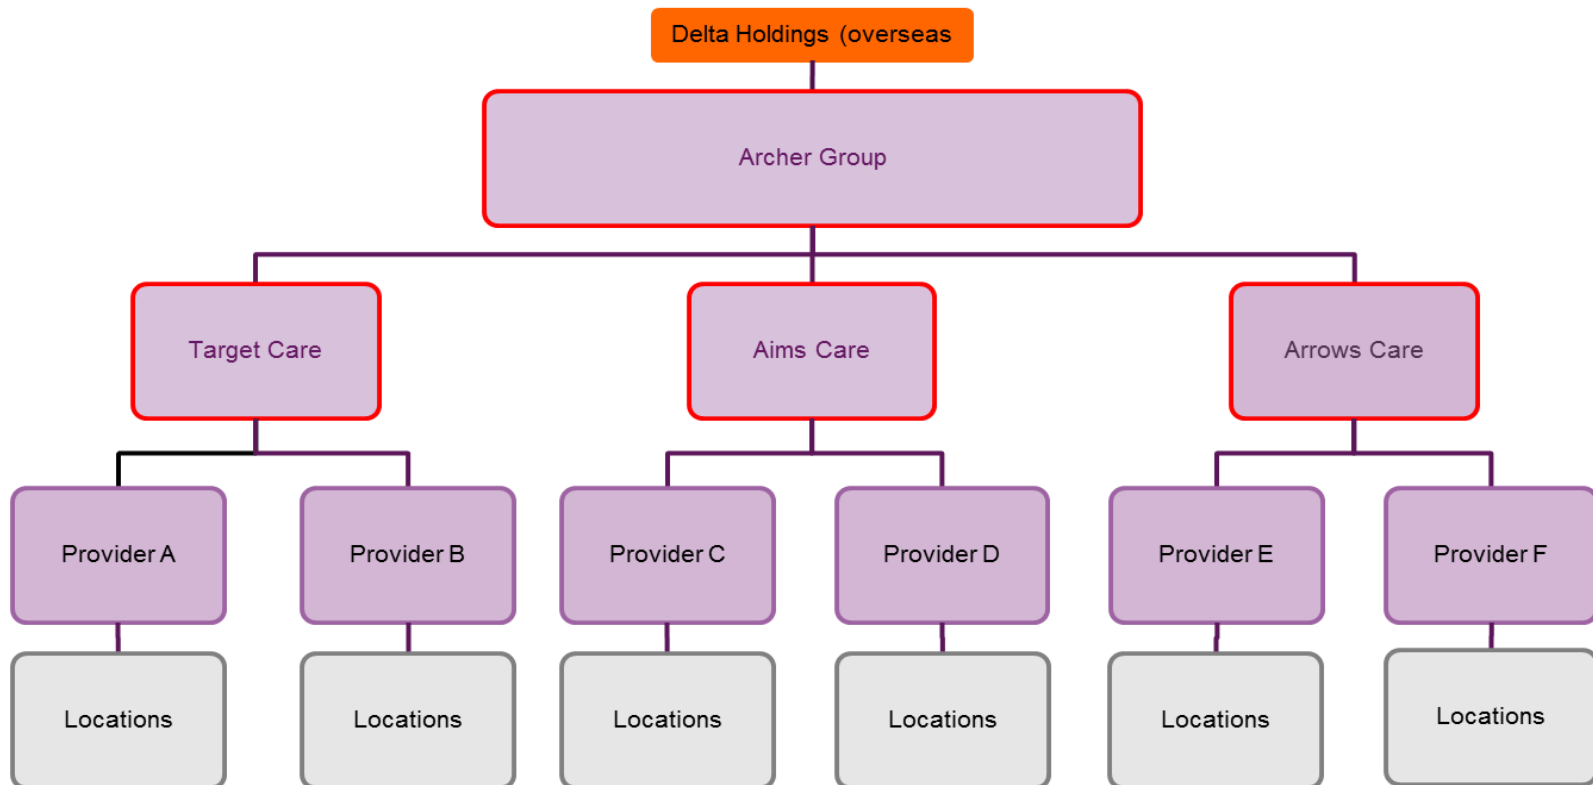 Delta Holdings (overseas
Archer Group
Target Care
Aims Care
Arrows Care
Provider A
Provider B
Provider C
Provider D
Provider E
Provider F
Locations
Locations
Locations
Locations
Locations
Locations